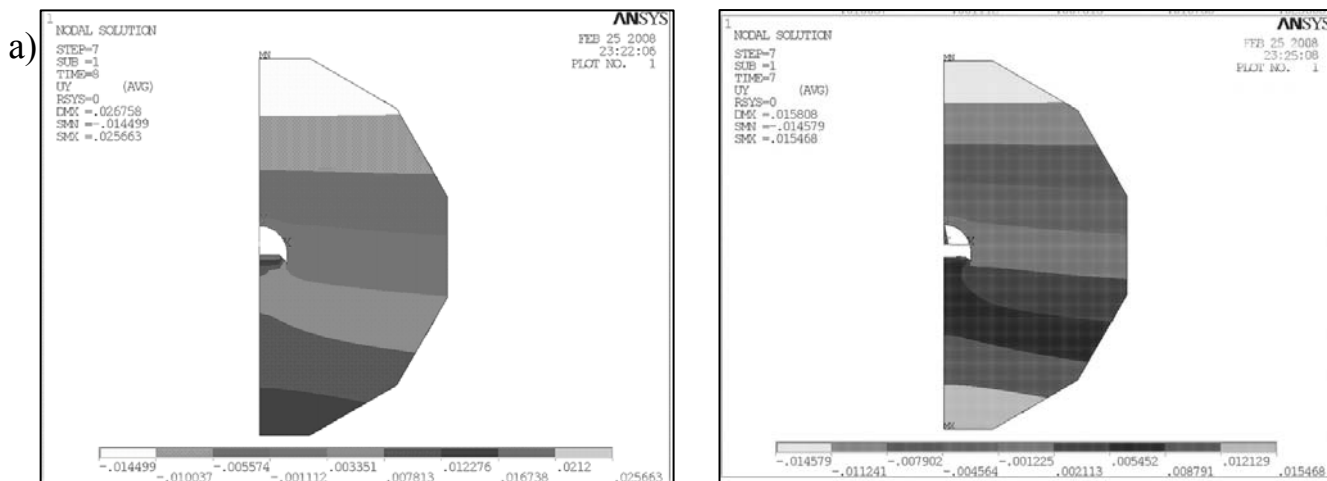 a)
1
ANSYS
NODAL SOLUTION
FEB 25 2008
23:22:06
PLOT NO. 1
STEP=7
SUB =1
TIME=8
UY (AVG)
RSYS=0
DMX =.026758
SMN =-.014499
SMX =.025663
MN
X
-.014499 -.005574 .003351 .012276 .0212
-.010037 -.001112 .007813 .016738 .025663
1
ANSYS
NODAL SOLUTION
FEB 25 2008
23:25:08
PLOT NO. 1
STEP=7
SUB =1
TIME=7
UY (AVG)
RSYS=0
DMX =.015808
SMN =-.014579
SMX =.015468
MN
X
MX
-.014579 -.007902 -.001225 .005452 .012129
-.011241 -.004564 .002113 .008791 .015468